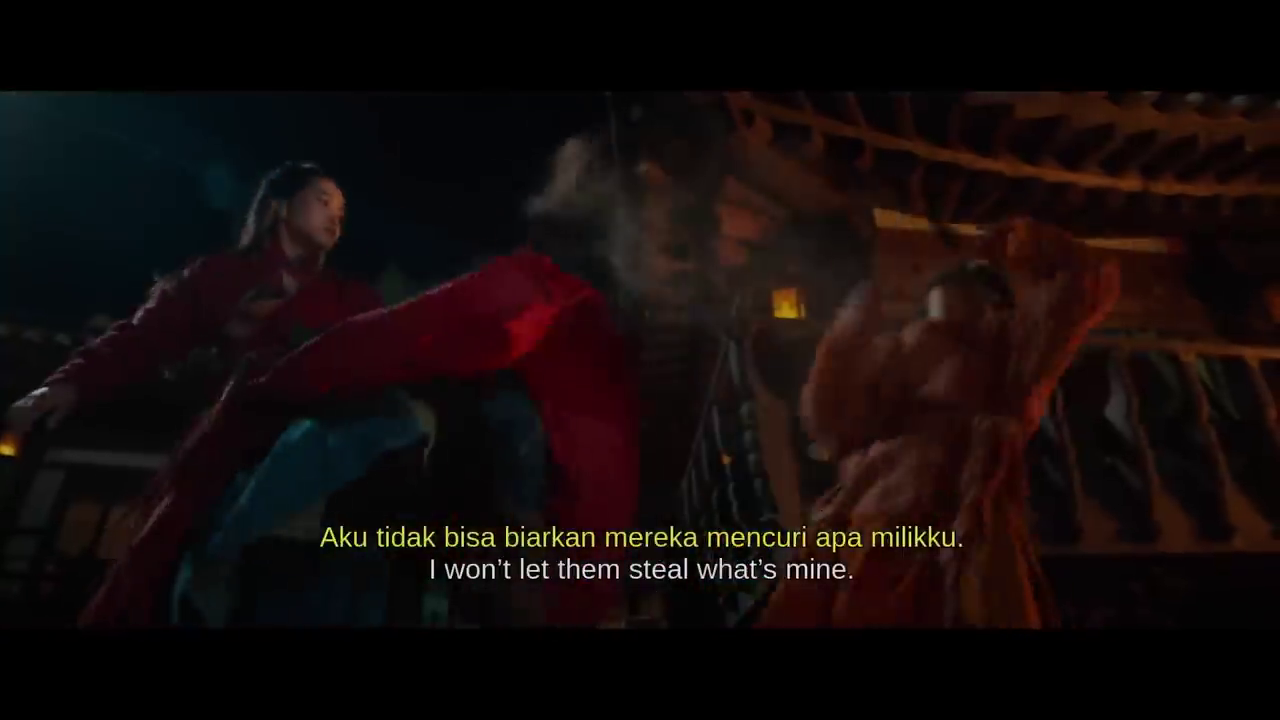 Aku tidak bisa biarkan mereka mencuri apa milikku.
I won't let them steal what's mine.